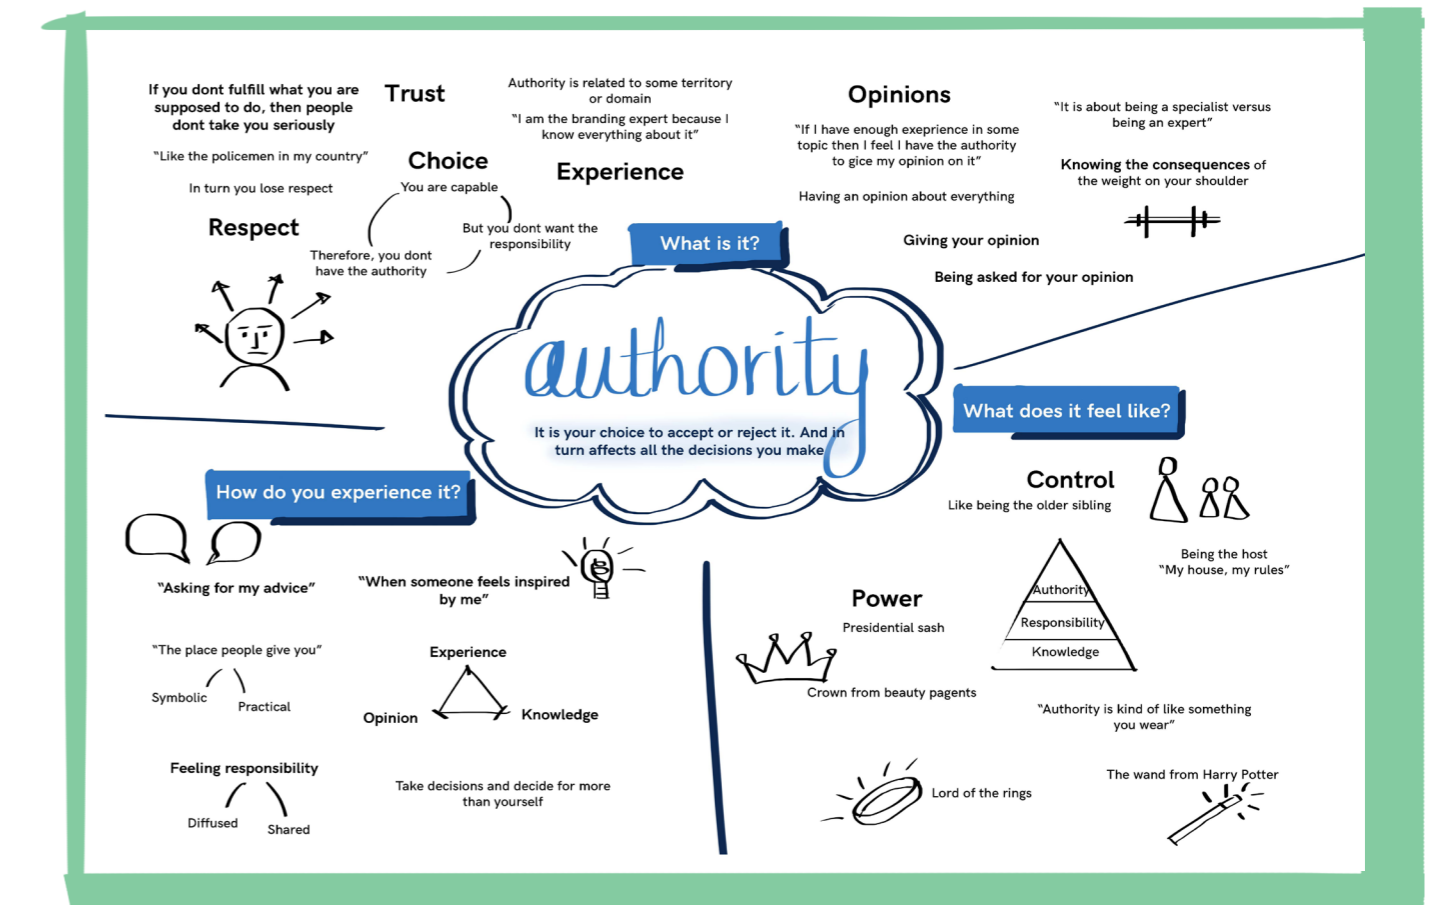 If you dont fulfill what you are
supposed to do, then people
dont take you seriously
“Like the policemen in my country”
In turn you lose respect
Respect
Trust
Choice
You are capable
But you dont want the
responsibility
Therefore, you dont
have the authority
Authority is related to some territory
or domain
“I am the branding expert because I
know everything about it”
Experience
Opinions
“If I have enough exeprience in some
topic then I feel I have the authority
to gice my opinion on it”
Having an opinion about everything
Giving your opinion
Being asked for your opinion
“It is about being a specialist versus
being an expert”
Knowing the consequences of
the weight on your shoulder
What is it?
authority
It is your choice to accept or reject it. And in
turn affects all the decisions you make
What does it feel like?
Control
Like being the older sibling
Being the host
“My house, my rules”
Authority
Responsibility
Knowledge
Power
Presidential sash
Crown from beauty pagents
“Authority is kind of like something
you wear”
Lord of the rings
The wand from Harry Potter
How do you experience it?
“Asking for my advice”
“When someone feels inspired
by me”
“The place people give you”
Symbolic
Practical
Experience
Opinion
Knowledge
Feeling responsibility
Diffused
Shared
Take decisions and decide for more
than yourself